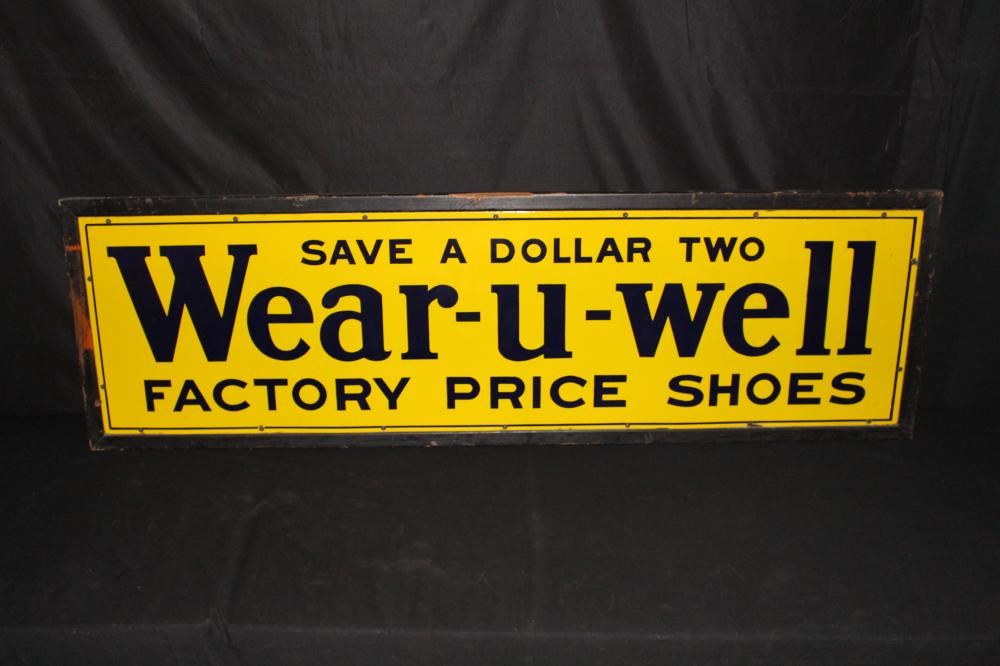 SAVE A DOLLAR TWO
Wear-u-well
FACTORY PRICE SHOES